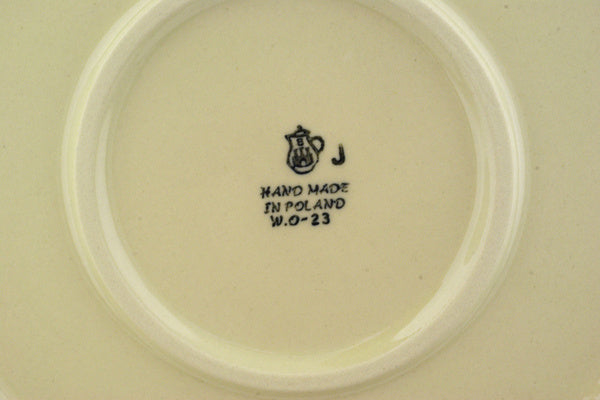 B
J
HAND MADE
IN POLAND
W.O-23